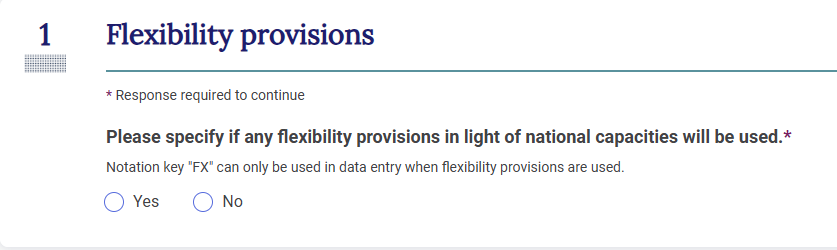 1
Flexibility provisions
* Response required to continue
Please specify if any flexibility provisions in light of national capacities will be used.*
Notation key "FX" can only be used in data entry when flexibility provisions are used.
Yes No